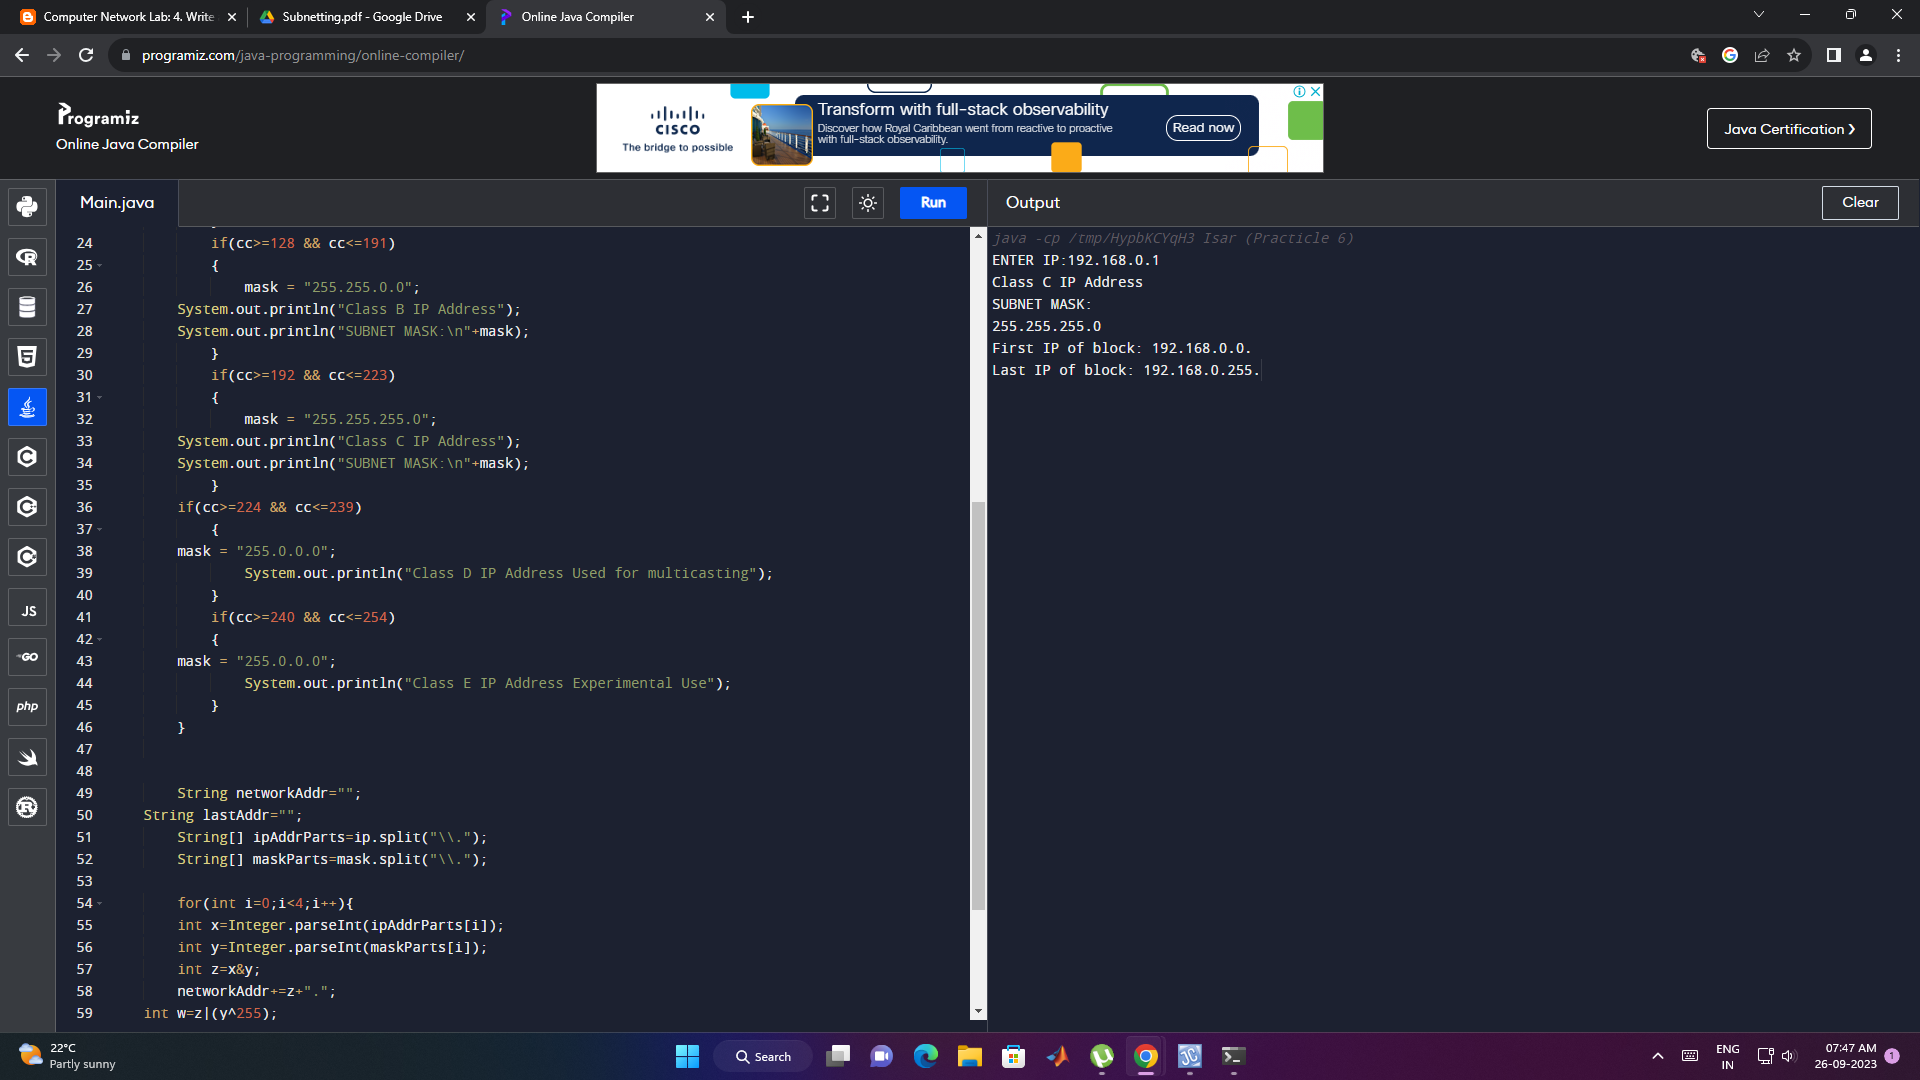 Computer Network Lab: 4. Write
Subnetting.pdf - Google Drive
Online Java Compiler
programiz.com/java-programming/online-compiler/
Programiz
Online Java Compiler
CISCO
The bridge to possible
Transform with full-stack observability
Discover how Royal Caribbean went from reactive to proactive
with full-stack observability.
Read now
Java Certification ❯
Main.java
Run
24 if(cc>=128 && cc<=191)
25 {
26 mask = "255.255.0.0";
27 System.out.println("Class B IP Address");
28 System.out.println("SUBNET MASK:\n"+mask);
29 }
30 if(cc>=192 && cc<=223)
31 {
32 mask = "255.255.255.0";
33 System.out.println("Class C IP Address");
34 System.out.println("SUBNET MASK:\n"+mask);
35 }
36 if(cc>=224 && cc<=239)
37 {
38 mask = "255.0.0.0";
39 System.out.println("Class D IP Address Used for multicasting");
40 }
41 if(cc>=240 && cc<=254)
42 {
43 mask = "255.0.0.0";
44 System.out.println("Class E IP Address Experimental Use");
45 }
46 }
47
48
49 String networkAddr="";
50 String lastAddr="";
51 String[] ipAddrParts=ip.split("\\.");
52 String[] maskParts=mask.split("\\.");
53
54 for(int i=0;i<4;i++){
55 int x=Integer.parseInt(ipAddrParts[i]);
56 int y=Integer.parseInt(maskParts[i]);
57 int z=x&y;
58 networkAddr+=z+".";
59 int w=z|(y^255);
Output
Clear
java -cp /tmp/HypbKCYqH3 Isar (Practicle 6)
ENTER IP:192.168.0.1
Class C IP Address
SUBNET MASK:
255.255.255.0
First IP of block: 192.168.0.0.
Last IP of block: 192.168.0.255.
JS
GO
php
22°C
Partly sunny
Search
ENG
IN
07:47 AM
26-09-2023
1